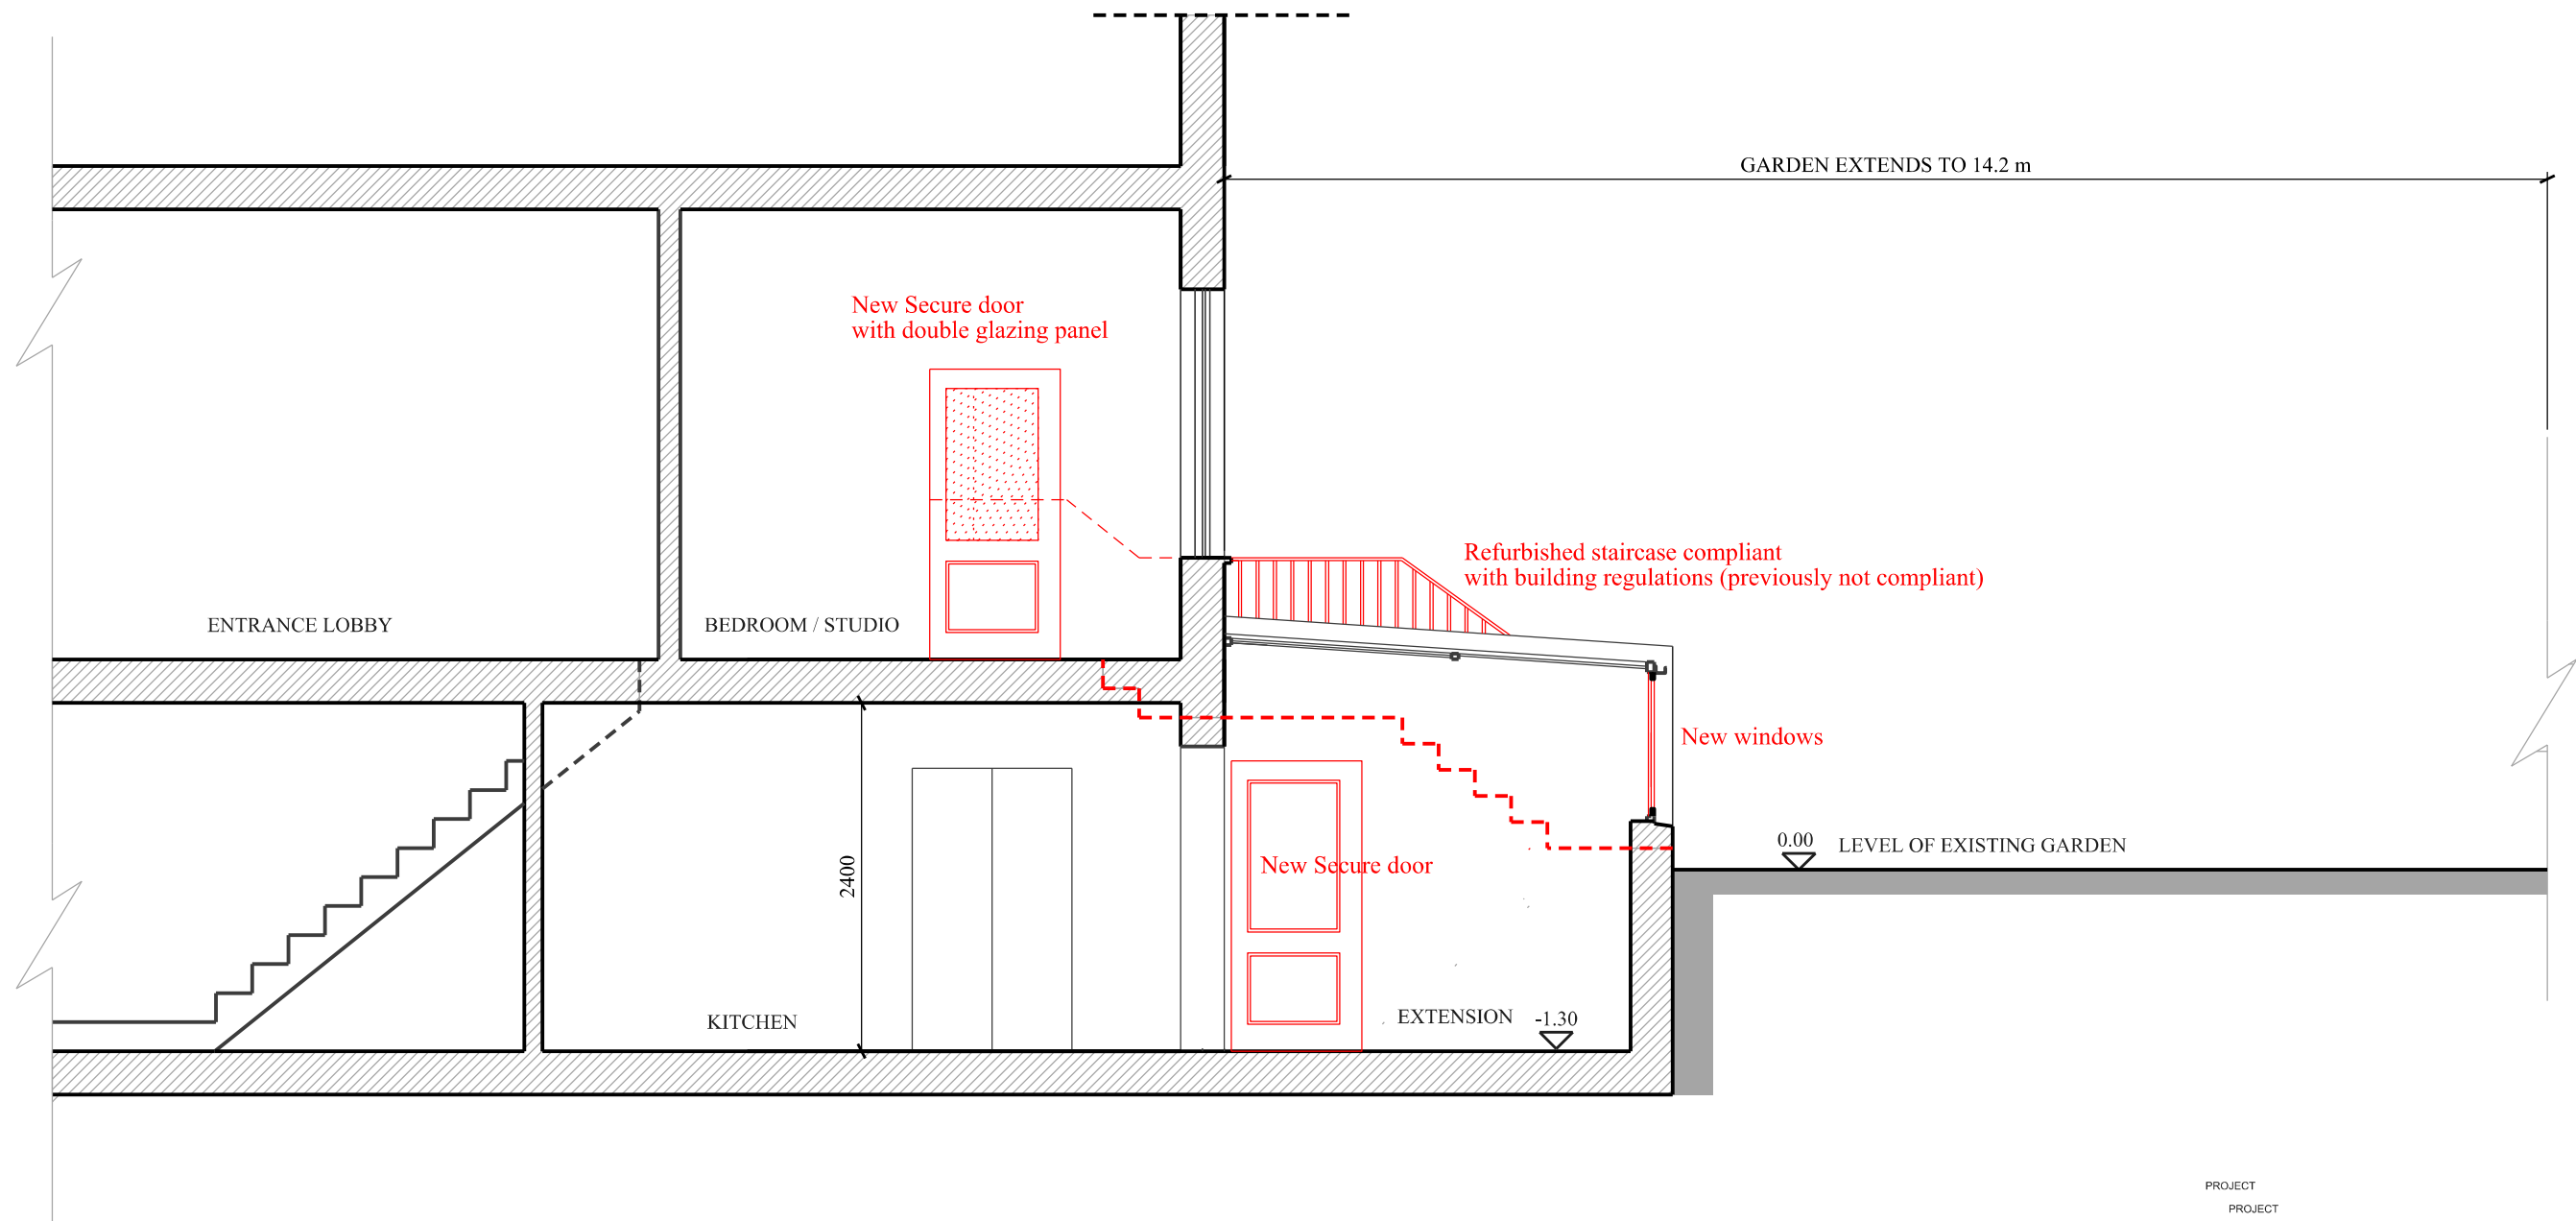 GARDEN EXTENDS TO 14.2 m
New Secure door
with double glazing panel
Refurbished staircase compliant
with building regulations (previously not compliant)
ENTRANCE LOBBY
BEDROOM / STUDIO
New windows
0.00
LEVEL OF EXISTING GARDEN
2400
New Secure door
KITCHEN
EXTENSION
-1.30
PROJECT
PROJECT